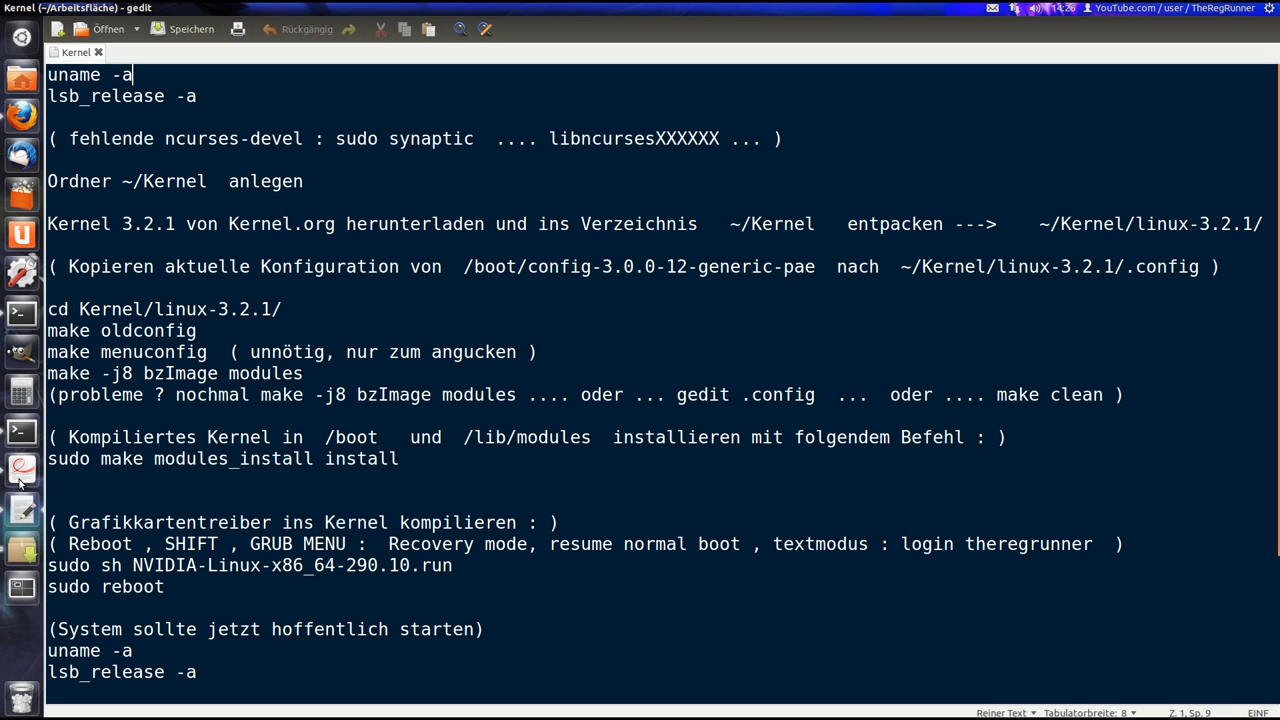 Kernel (~/Arbeitsfläche) - gedit
14:26 YouTube.com / user / TheRegRunner
Öffnen Speichern Rückgängig
Kernel
uname -a
lsb_release -a
( fehlende ncurses-devel : sudo synaptic  .... libncursesXXXXXX ... )
Ordner ~/Kernel  anlegen
Kernel 3.2.1 von Kernel.org herunterladen und ins Verzeichnis   ~/Kernel   entpacken --->    ~/Kernel/linux-3.2.1/
( Kopieren aktuelle Konfiguration von  /boot/config-3.0.0-12-generic-pae  nach  ~/Kernel/linux-3.2.1/.config )
cd Kernel/linux-3.2.1/
make oldconfig
make menuconfig  ( unnötig, nur zum angucken )
make -j8 bzImage modules
(probleme ? nochmal make -j8 bzImage modules .... oder ... gedit .config  ...  oder .... make clean )
( Kompiliertes Kernel in  /boot   und  /lib/modules  installieren mit folgendem Befehl : )
sudo make modules_install install
( Grafikkartentreiber ins Kernel kompilieren : )
( Reboot , SHIFT , GRUB MENU :  Recovery mode, resume normal boot , textmodus : login theregrunner  )
sudo sh NVIDIA-Linux-x86_64-290.10.run
sudo reboot
(System sollte jetzt hoffentlich starten)
uname -a
lsb_release -a
Reiner Text Tabulatorbreite: 8 Z. 1, Sp. 9 EINF